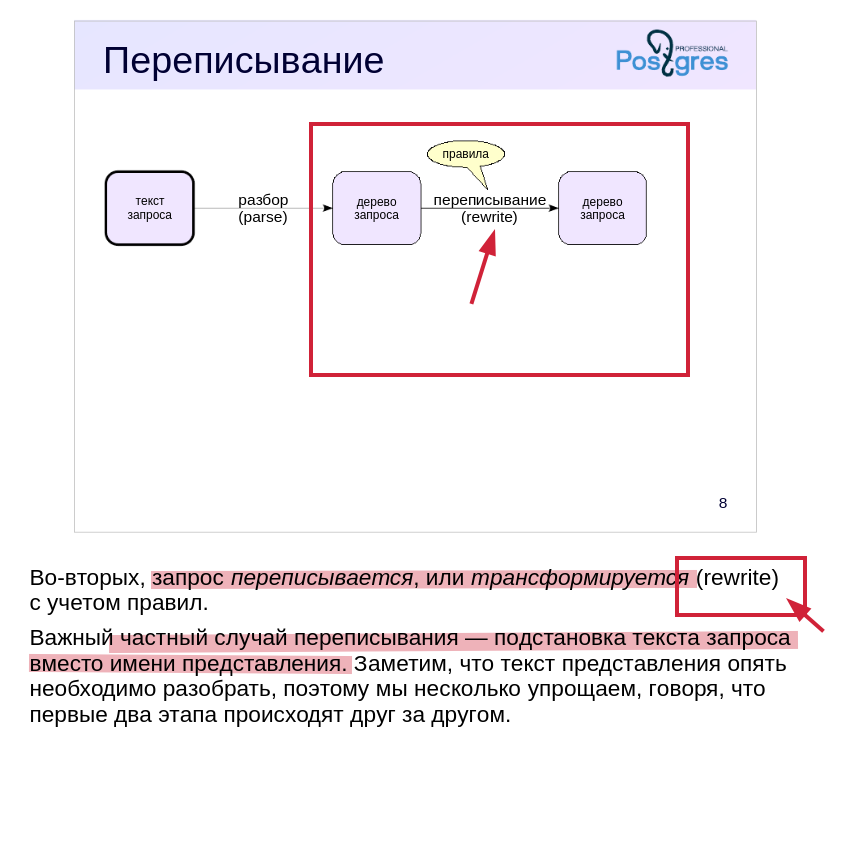 Переписывание
PROFESSIONAL
Postgres
правила
текст
запроса
разбор
(parse)
дерево
запроса
переписывание
(rewrite)
дерево
запроса
8
Во-вторых, запрос переписывается, или трансформируется (rewrite)
с учетом правил.
Важный частный случай переписывания — подстановка текста запроса
вместо имени представления. Заметим, что текст представления опять
необходимо разобрать, поэтому мы несколько упрощаем, говоря, что
первые два этапа происходят друг за другом.